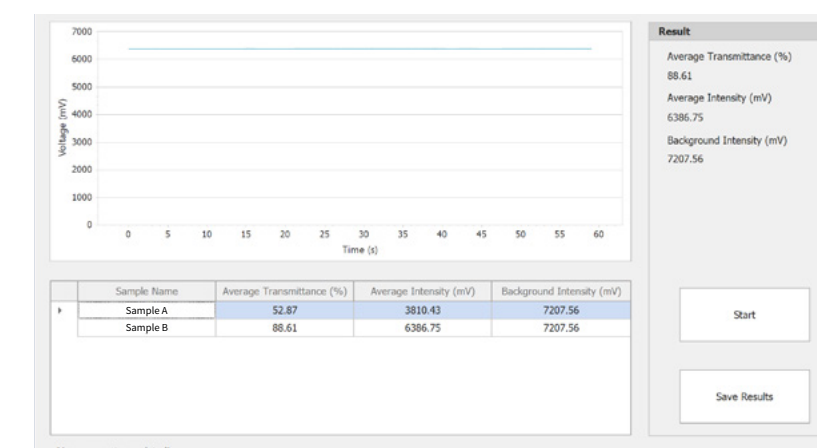 7000
6000
5000
4000
3000
2000
1000
0
Voltage (mV)
0 5 10 15 20 25 30 35 40 45 50 55 60
Time (s)
Result
Average Transmittance (%)
88.61
Average Intensity (mV)
6386.75
Background Intensity (mV)
7207.56
Sample Name Average Transmittance (%) Average Intensity (mV) Background Intensity (mV)
Sample A 52.87 3810.43 7207.56
Sample B 88.61 6386.75 7207.56
Start
Save Results